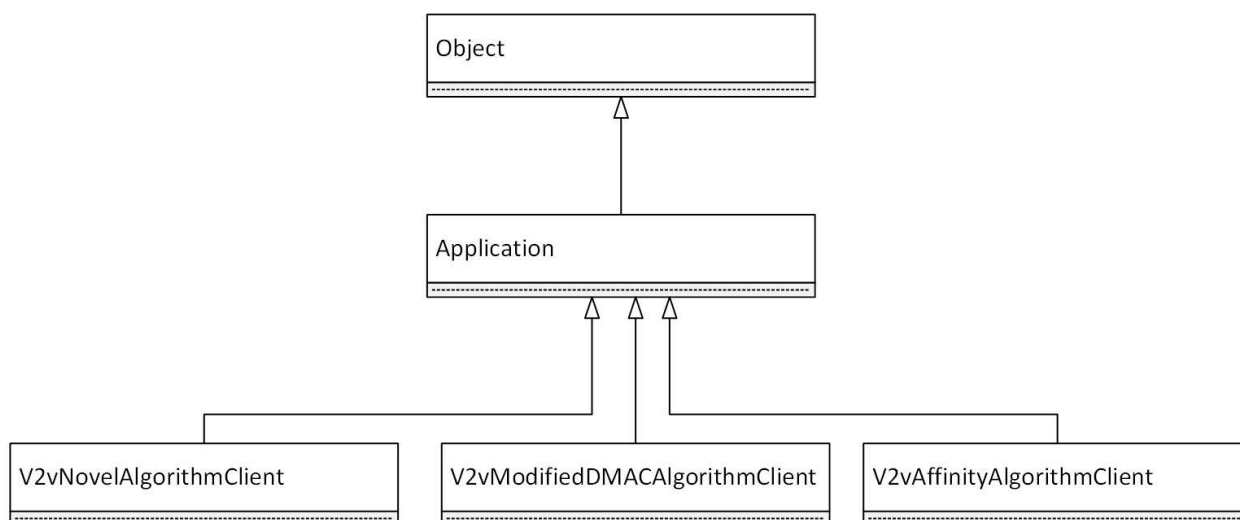 Object
Application
V2vNovelAlgorithmClient
V2vModifiedDMACAlgorithmClient
V2vAffinityAlgorithmClient